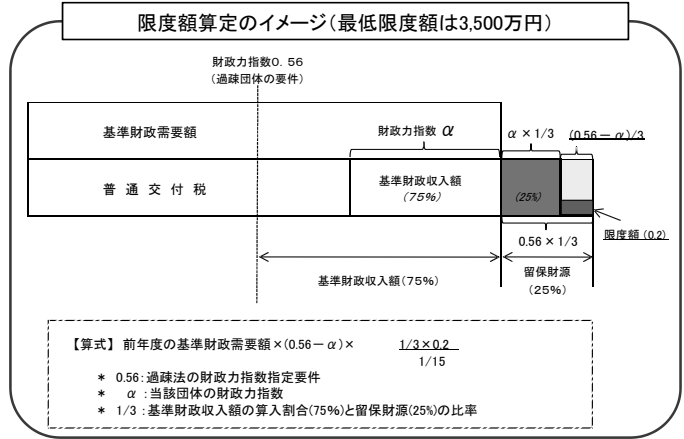 限度額算定のイメージ（最低限度額は3,500万円）
財政力指数０．５６
（過疎団体の要件）
基準財政需要額
財政力指数 α
α × 1/3
(0.56－ α)/3
普 通 交 付 税
基準財政収入額
(75%)
(25%)
限度額 (0.2)
0.56 × 1/3
基準財政収入額(75%)
留保財源
(25%)
【算式】 前年度の基準財政需要額×(0.56－α)× 1/3×0.2
1/15
＊ 0.56：過疎法の財政力指数指定要件
＊ α ：当該団体の財政力指数
＊ 1/3 ：基準財政収入額の算入割合(75%)と留保財源(25%)の比率